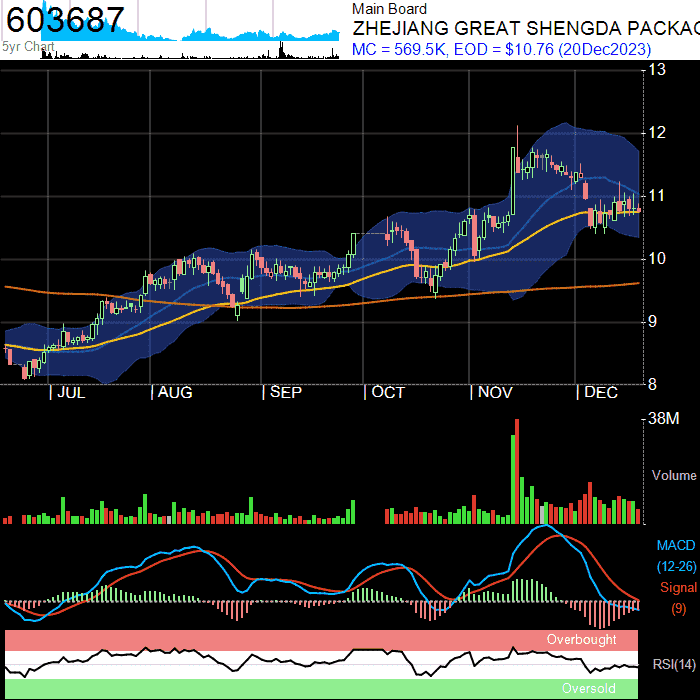 603687
5yr Chart
Main Board
ZHEJIANG GREAT SHENGDA PACKAG
MC = 569.5K, EOD = $10.76 (20Dec2023)
13
12
11
10
9
8
| JUL | AUG | SEP | OCT | NOV | DEC
38M
Volume
MACD
(12-26)
Signal
(9)
Overbought
RSI(14)
Oversold